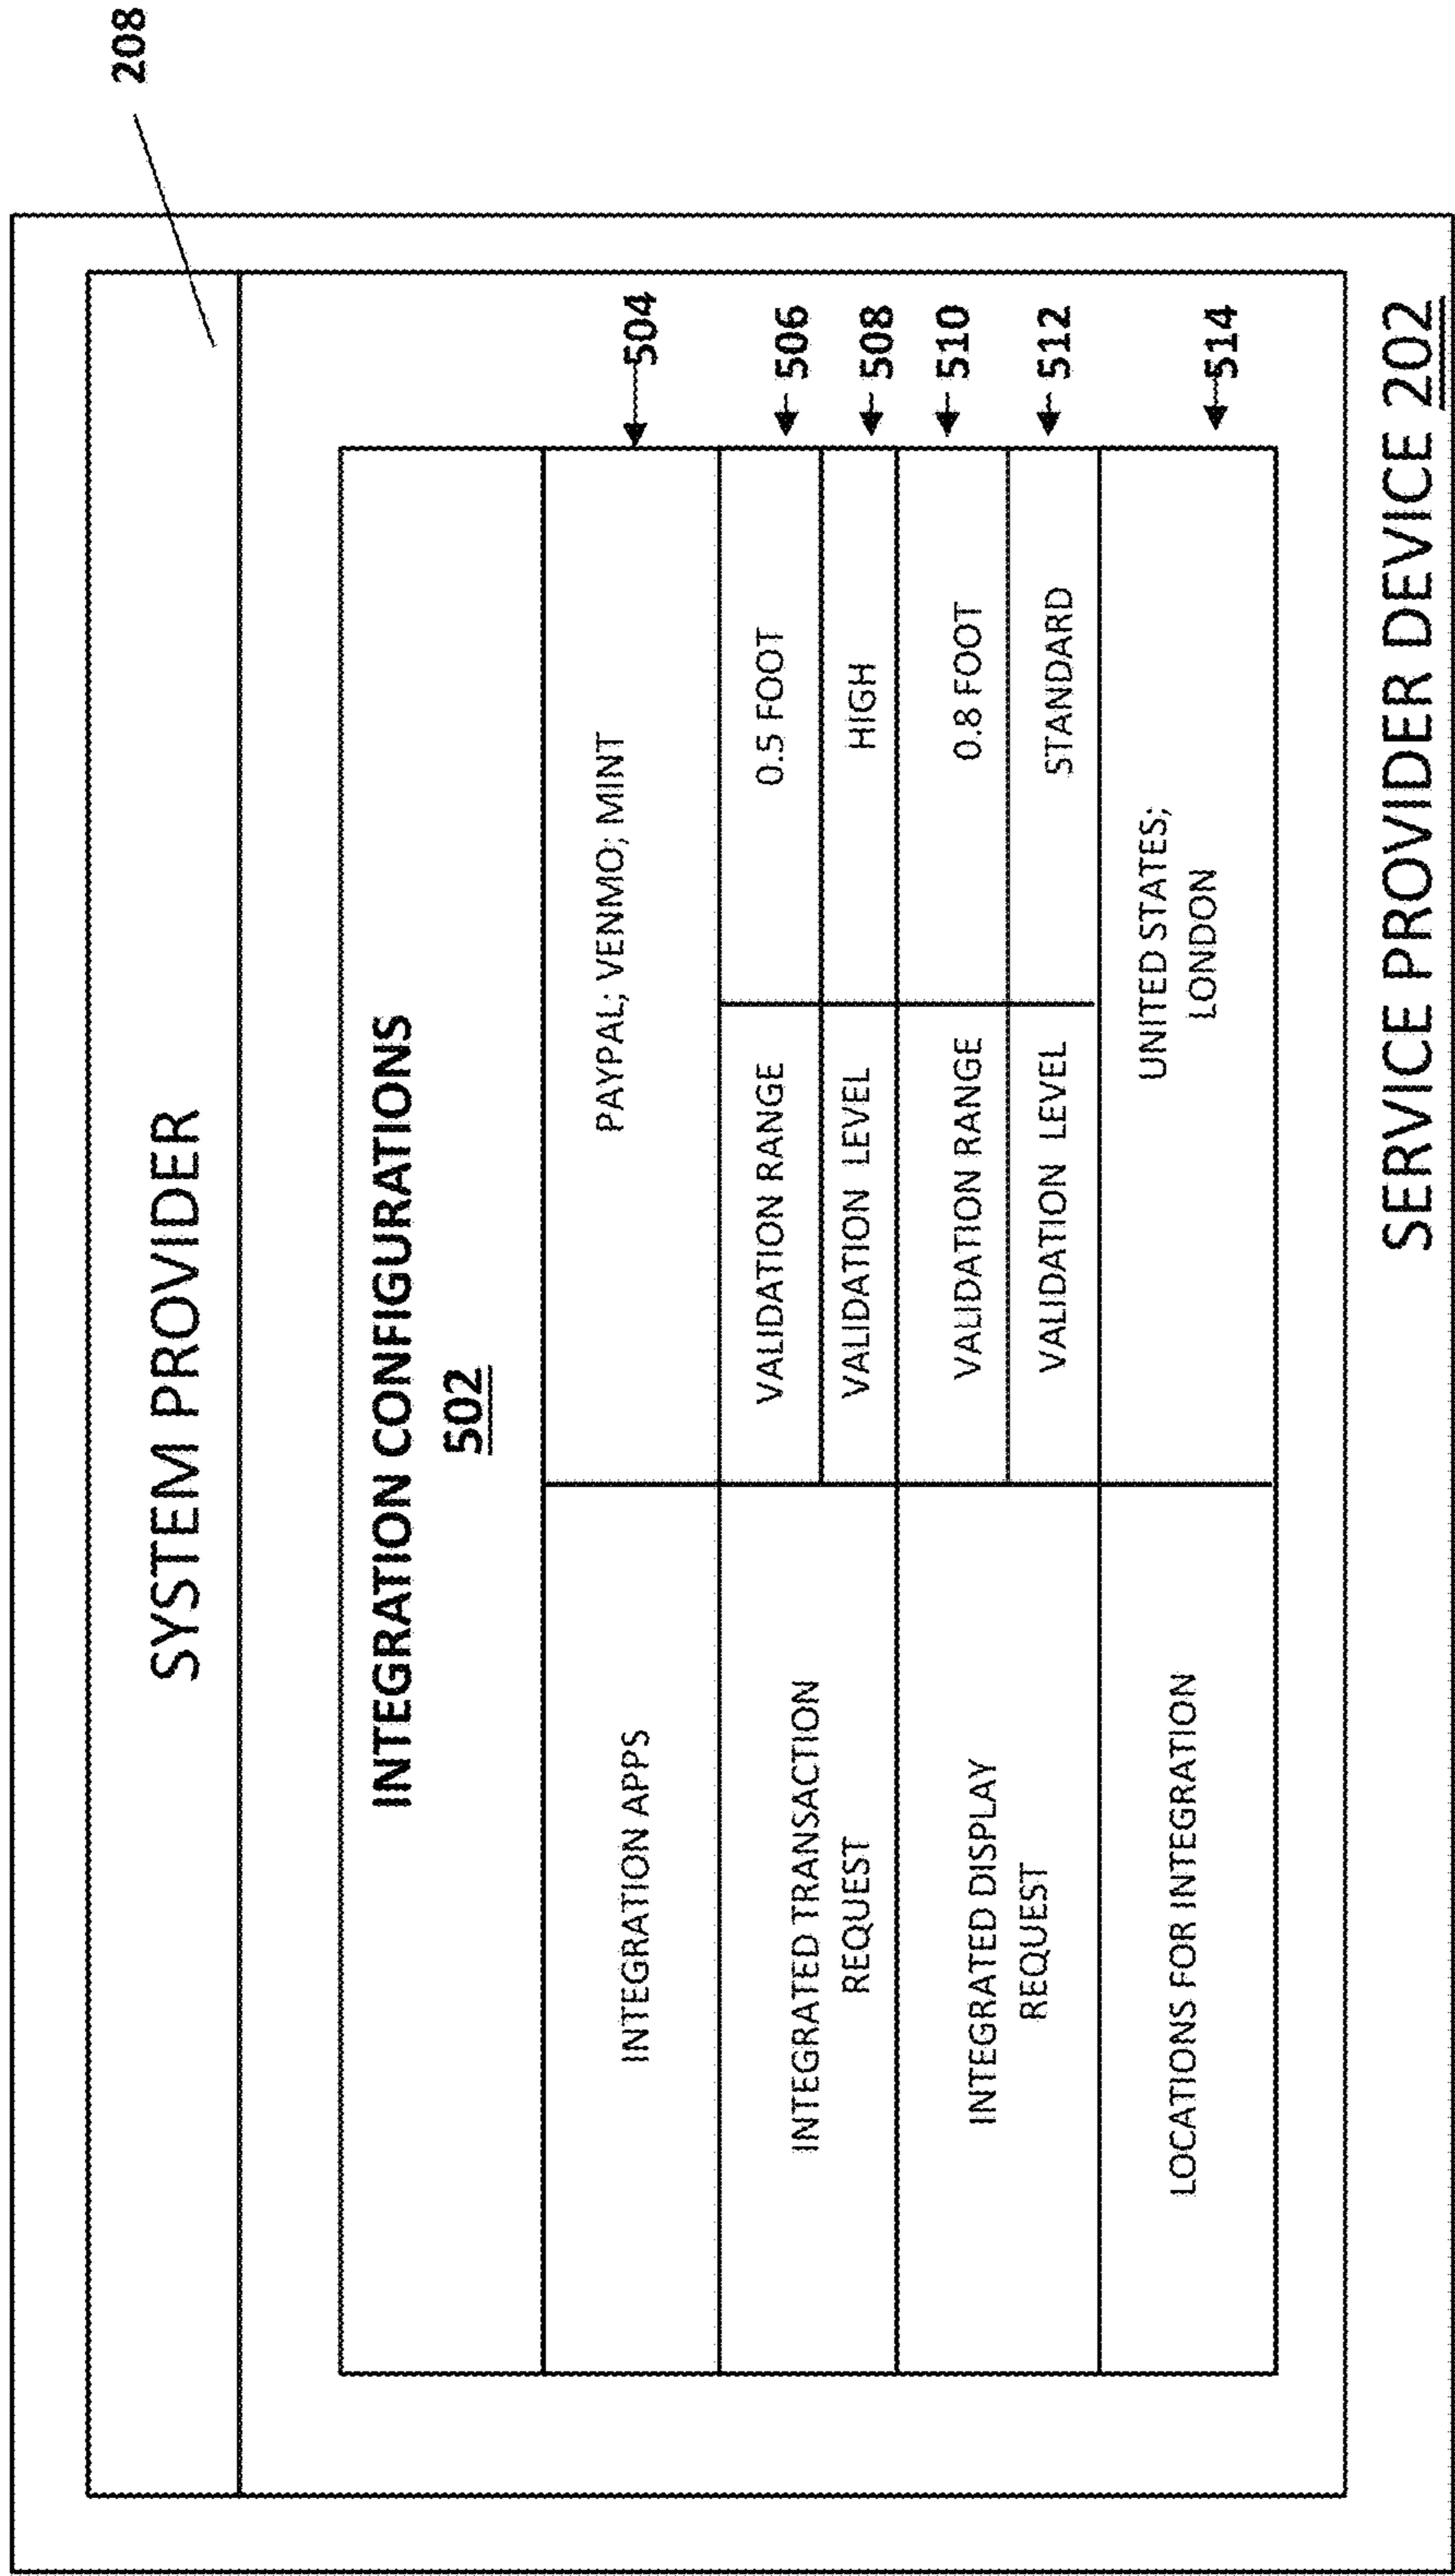 208
SYSTEM PROVIDER
INTEGRATION CONFIGURATIONS
502
INTEGRATION APPS
PAYPAL; VENMO; MINT
504
INTEGRATED TRANSACTION
REQUEST
VALIDATION RANGE
0.5 FOOT
506
VALIDATION LEVEL
HIGH
508
INTEGRATED DISPLAY
REQUEST
VALIDATION RANGE
0.8 FOOT
510
VALIDATION LEVEL
STANDARD
512
LOCATIONS FOR INTEGRATION
UNITED STATES;
LONDON
514
SERVICE PROVIDER DEVICE 202